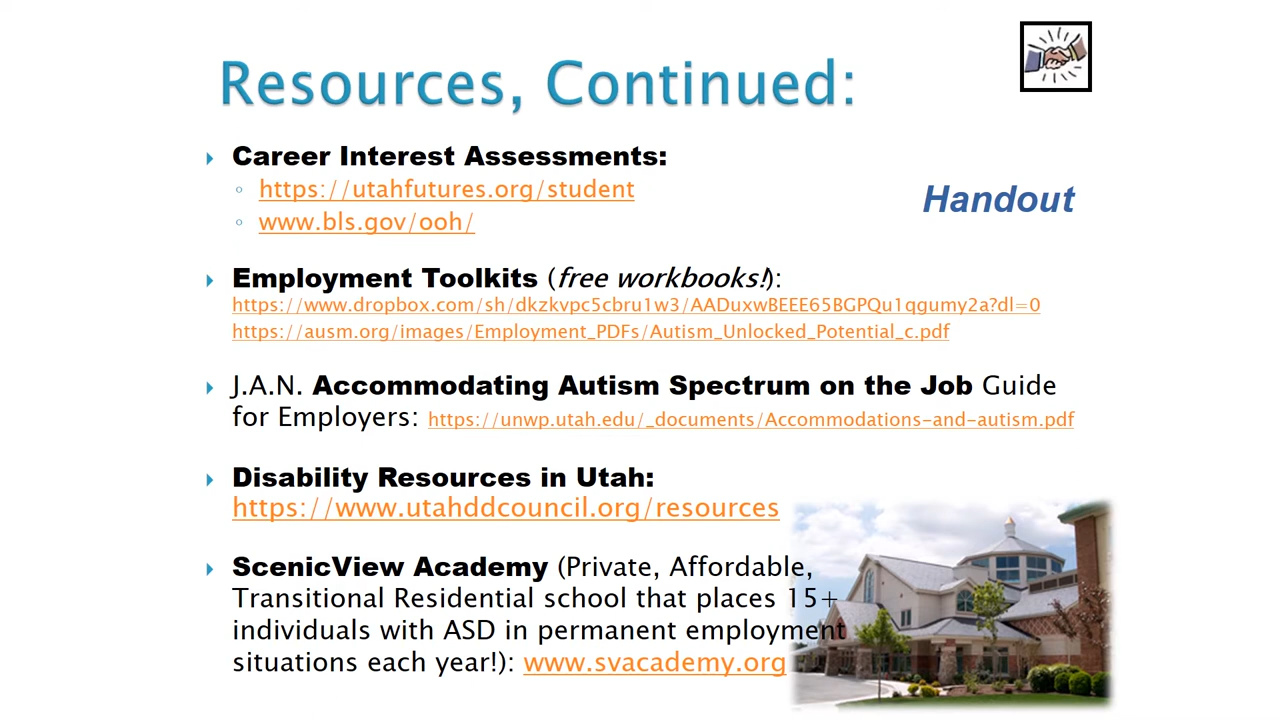 Resources, Continued:
Career Interest Assessments:
https://utahfutures.org/student
www.bls.gov/ooh/
Handout
Employment Toolkits (free workbooks!):
https://www.dropbox.com/sh/dkzkvpc5cbru1w3/AADuxwBEEE65BGPQu1qgumy2a?dl=0
https://ausm.org/images/Employment_PDFs/Autism_Unlocked_Potential_c.pdf
J.A.N. Accommodating Autism Spectrum on the Job Guide
for Employers: https://unwp.utah.edu/_documents/Accommodations-and-autism.pdf
Disability Resources in Utah:
https://www.utahddcouncil.org/resources
ScenicView Academy (Private, Affordable,
Transitional Residential school that places 15+
individuals with ASD in permanent employment
situations each year!): www.svacademy.org